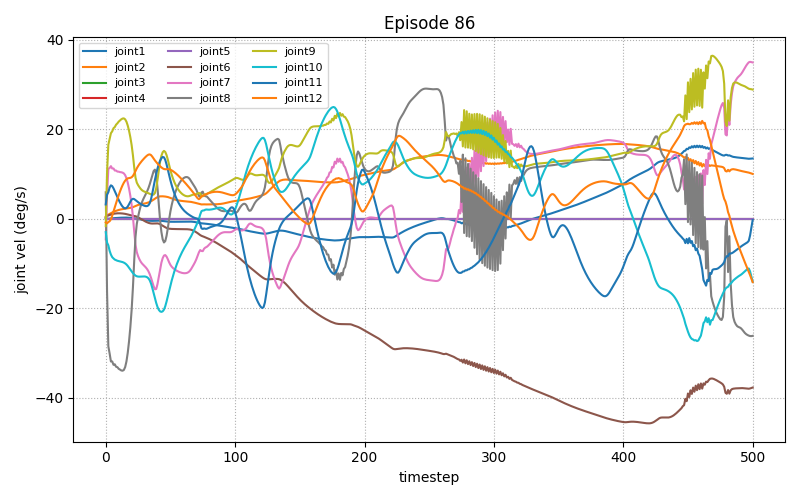 Episode 86
joint1 joint5 joint9
joint2 joint6 joint10
joint3 joint7 joint11
joint4 joint8 joint12
joint vel (deg/s)
40
20
0
−20
−40
0 100 200 300 400 500
timestep